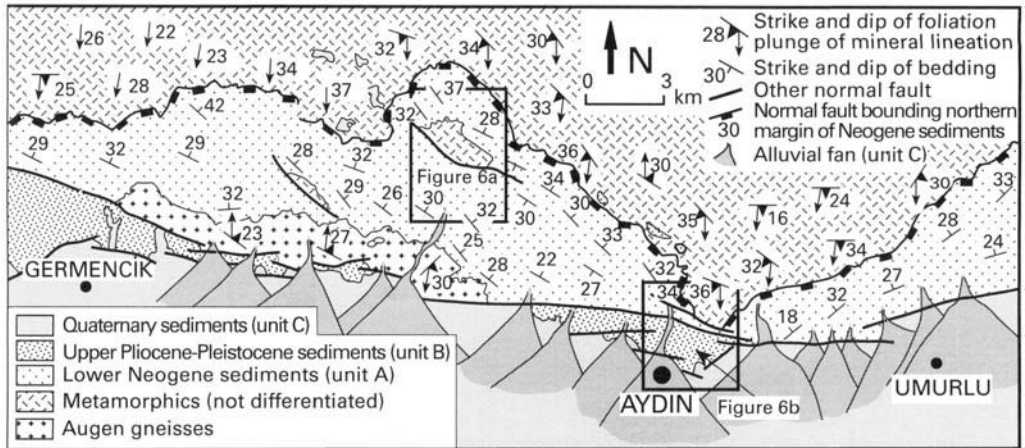 26
22
23
34
28
25
42
37
32
34
30
33
37
32
28
36
30
29
32
29
28
32
29
26
30
32
34
30
30
33
25
28
22
27
32
23
27
30
35
16
24
34
32
30
33
28
24
27
32
18
32
34
36
N
0 3
km
28 Strike and dip of foliation
plunge of mineral lineation
30 Strike and dip of bedding
Other normal fault
Normal fault bounding northern
30 margin of Neogene sediments
Alluvial fan (unit C)
Figure 6a
GERMENCIK
Quaternary sediments (unit C)
Upper Pliocene-Pleistocene sediments (unit B)
Lower Neogene sediments (unit A)
Metamorphics (not differentiated)
Augen gneisses
AYDIN
Figure 6b
UMURLU